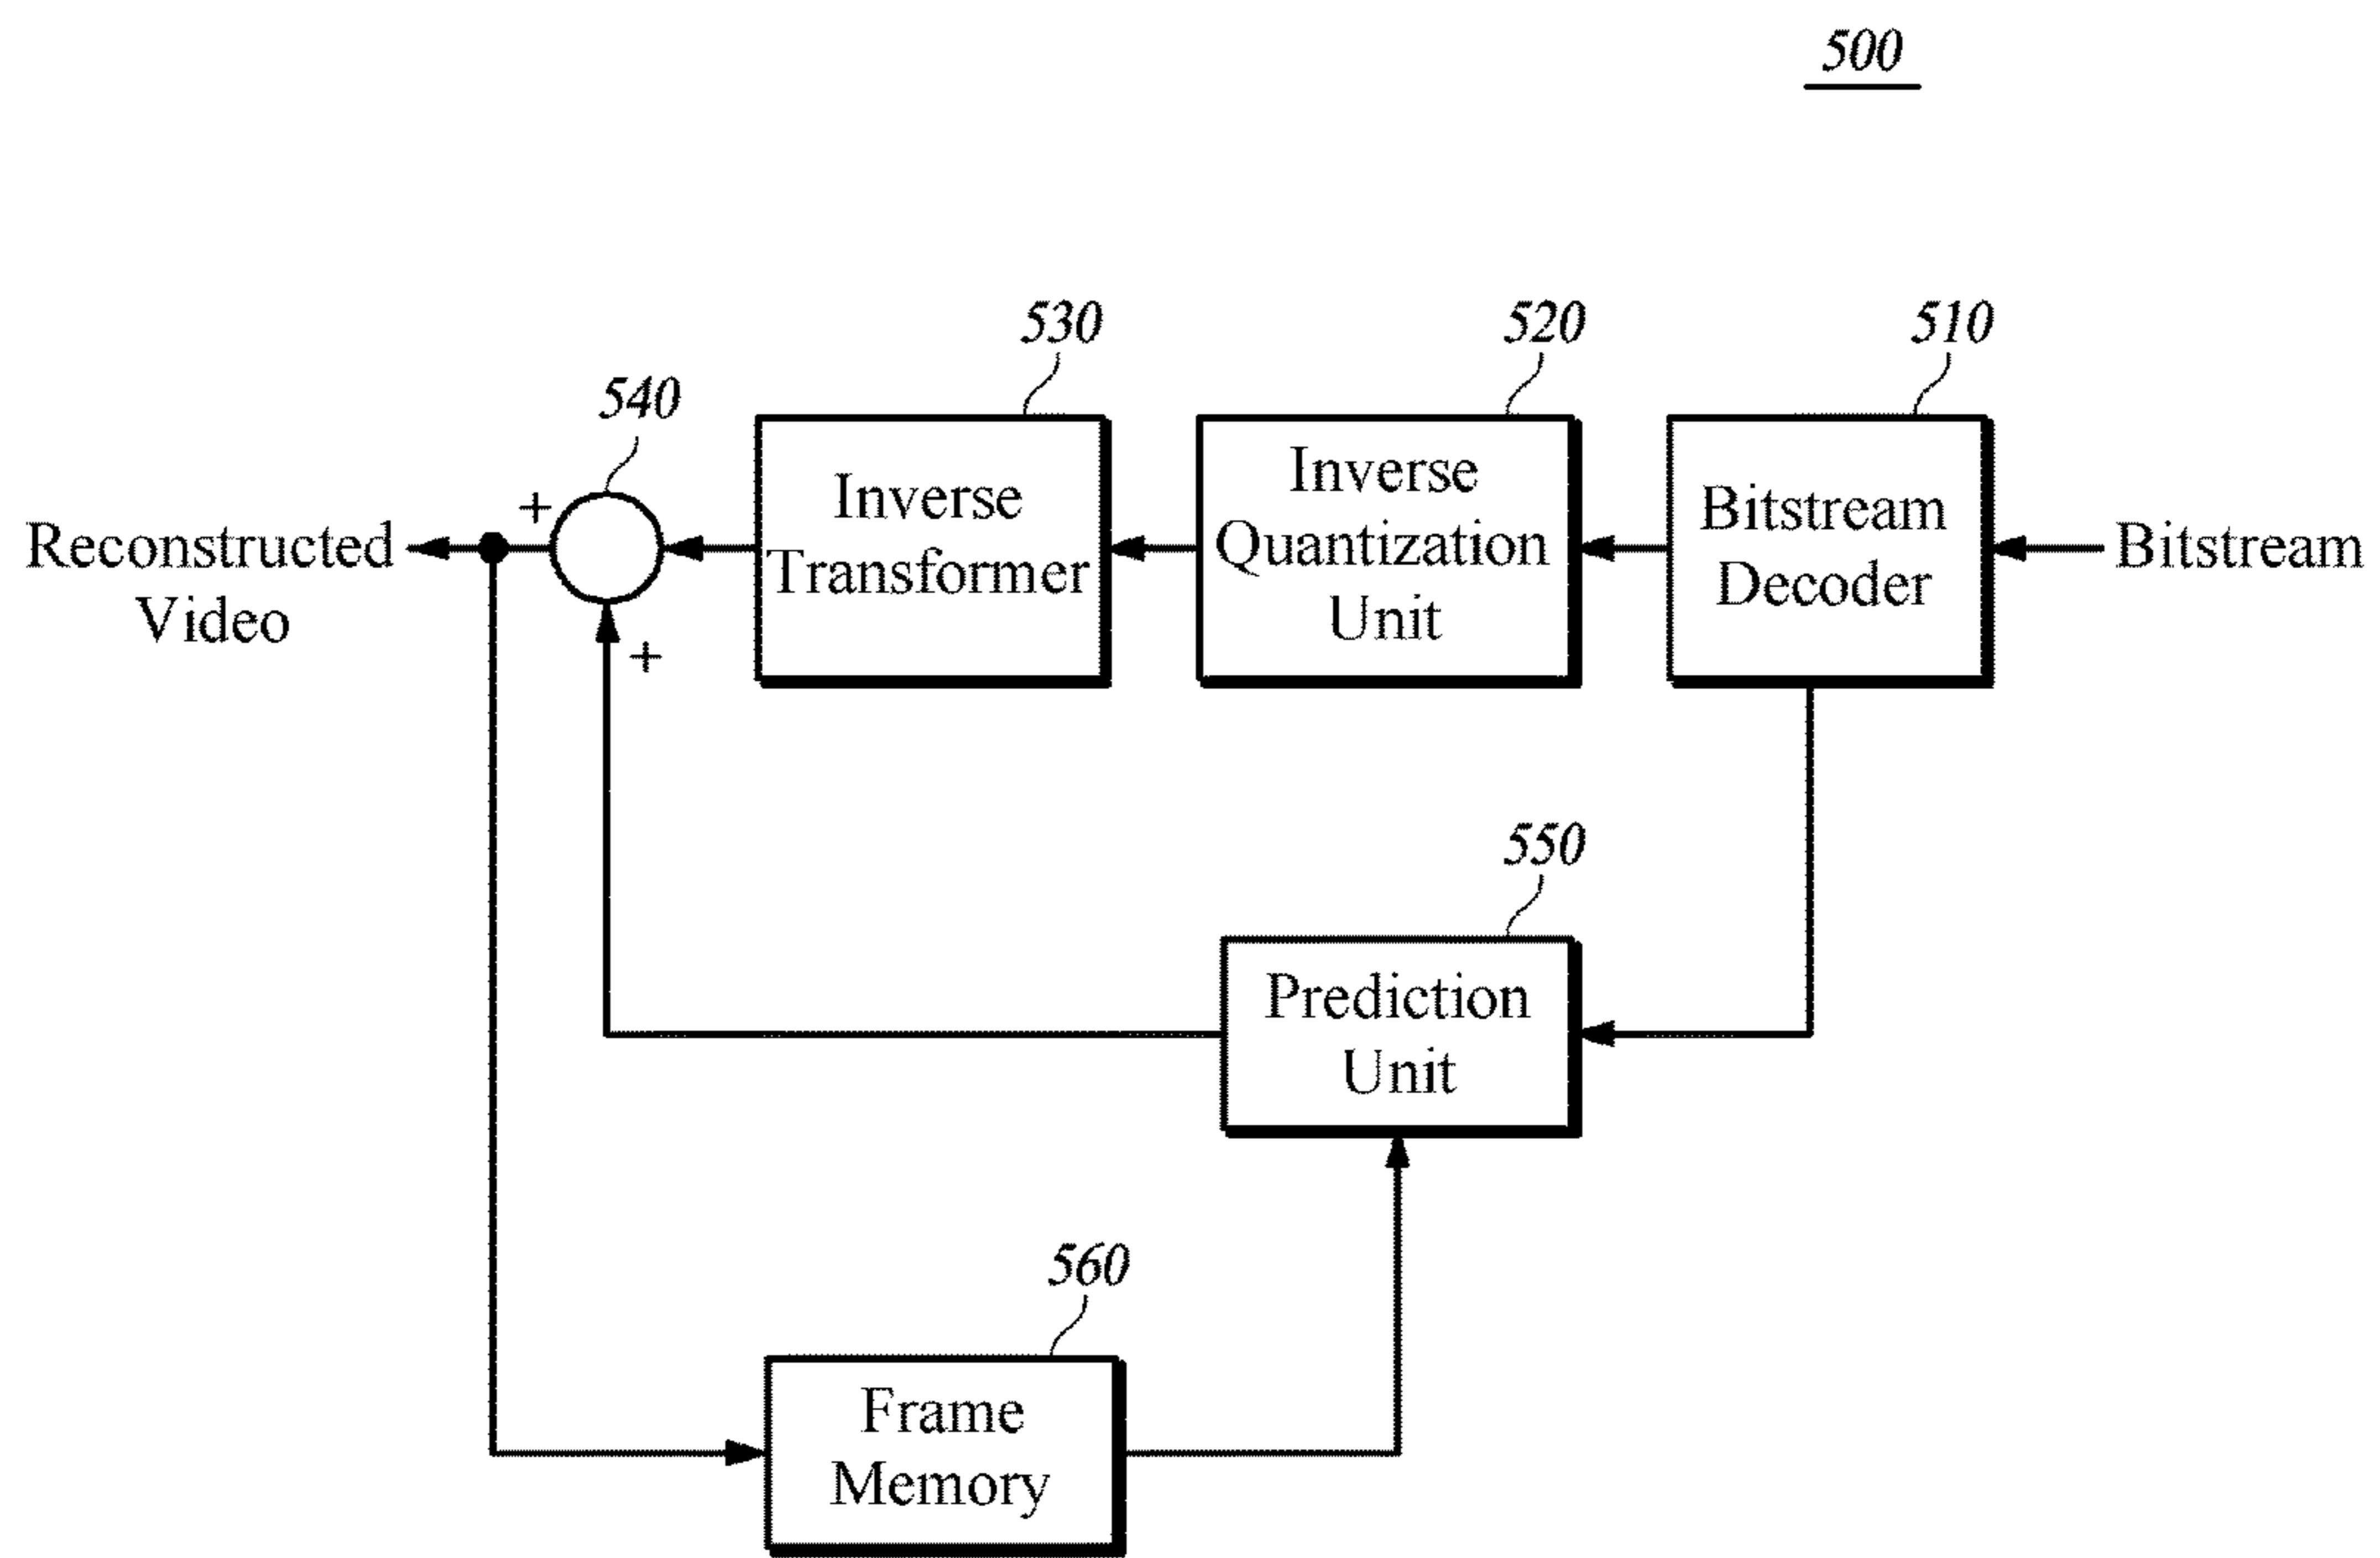 500
530
520
510
540
Inverse
Transformer
Inverse
Quantization
Unit
Bitstream
Decoder
Bitstream
+
Reconstructed
Video
+
550
Prediction
Unit
560
Frame
Memory